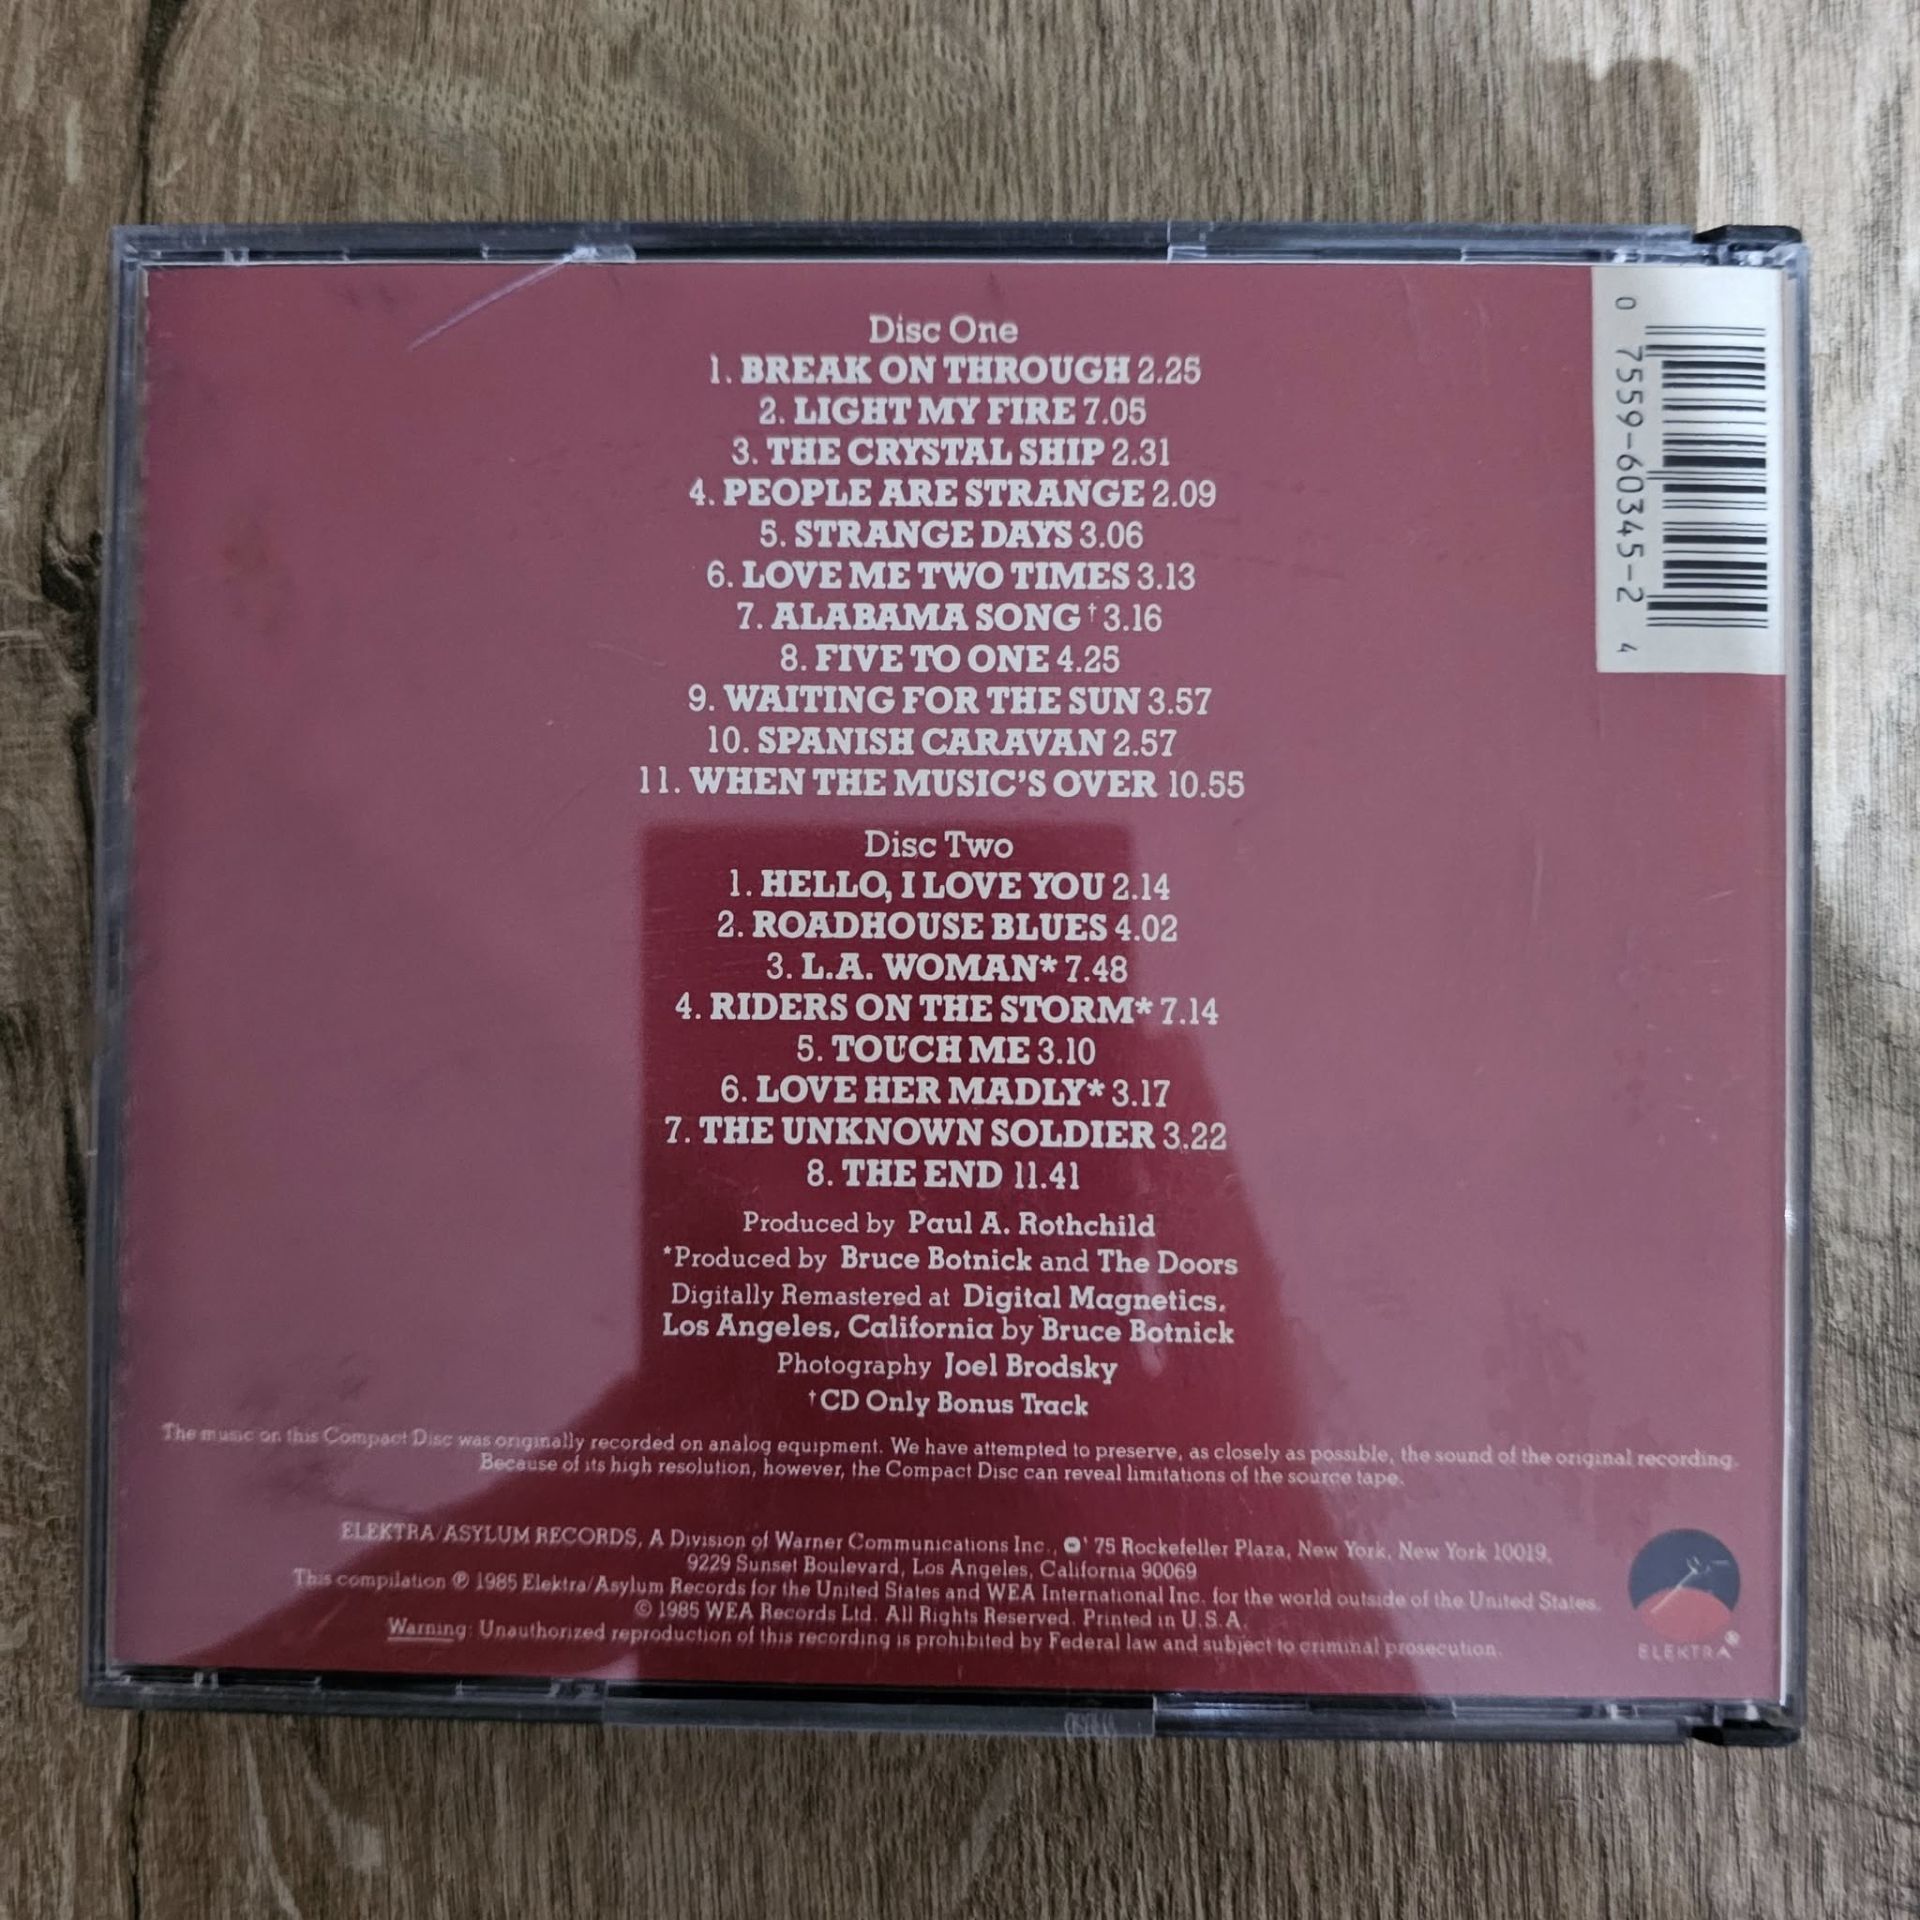 Disc One
1. BREAK ON THROUGH 2.25
2. LIGHT MY FIRE 7.05
3. THE CRYSTAL SHIP 2.31
4. PEOPLE ARE STRANGE 2.09
5. STRANGE DAYS 3.06
6. LOVE ME TWO TIMES 3.13
7. ALABAMA SONG † 3.16
8. FIVE TO ONE 4.25
9. WAITING FOR THE SUN 3.57
10. SPANISH CARAVAN 2.57
11. WHEN THE MUSIC'S OVER 10.55
Disc Two
1. HELLO, I LOVE YOU 2.14
2. ROADHOUSE BLUES 4.02
3. L.A. WOMAN* 7.48
4. RIDERS ON THE STORM* 7.14
5. TOUCH ME 3.10
6. LOVE HER MADLY* 3.17
7. THE UNKNOWN SOLDIER 3.22
8. THE END 11.41
Produced by Paul A. Rothchild
*Produced by Bruce Botnick and The Doors
Digitally Remastered at Digital Magnetics,
Los Angeles, California by Bruce Botnick
Photography Joel Brodsky
† CD Only Bonus Track
The music on this Compact Disc was originally recorded on analog equipment. We have attempted to preserve, as closely as possible, the sound of the original recording.
Because of its high resolution, however, the Compact Disc can reveal limitations of the source tape.
ELEKTRA/ASYLUM RECORDS, A Division of Warner Communications Inc., 75 Rockefeller Plaza, New York, New York 10019,
9229 Sunset Boulevard, Los Angeles, California 90069
This compilation ℗ 1985 Elektra/Asylum Records for the United States and WEA International Inc. for the world outside of the United States.
© 1985 WEA Records Ltd. All Rights Reserved. Printed in U.S.A.
Warning: Unauthorized reproduction of this recording is prohibited by Federal law and subject to criminal prosecution.
ELEKTRA®
0 7559-60345-2 4